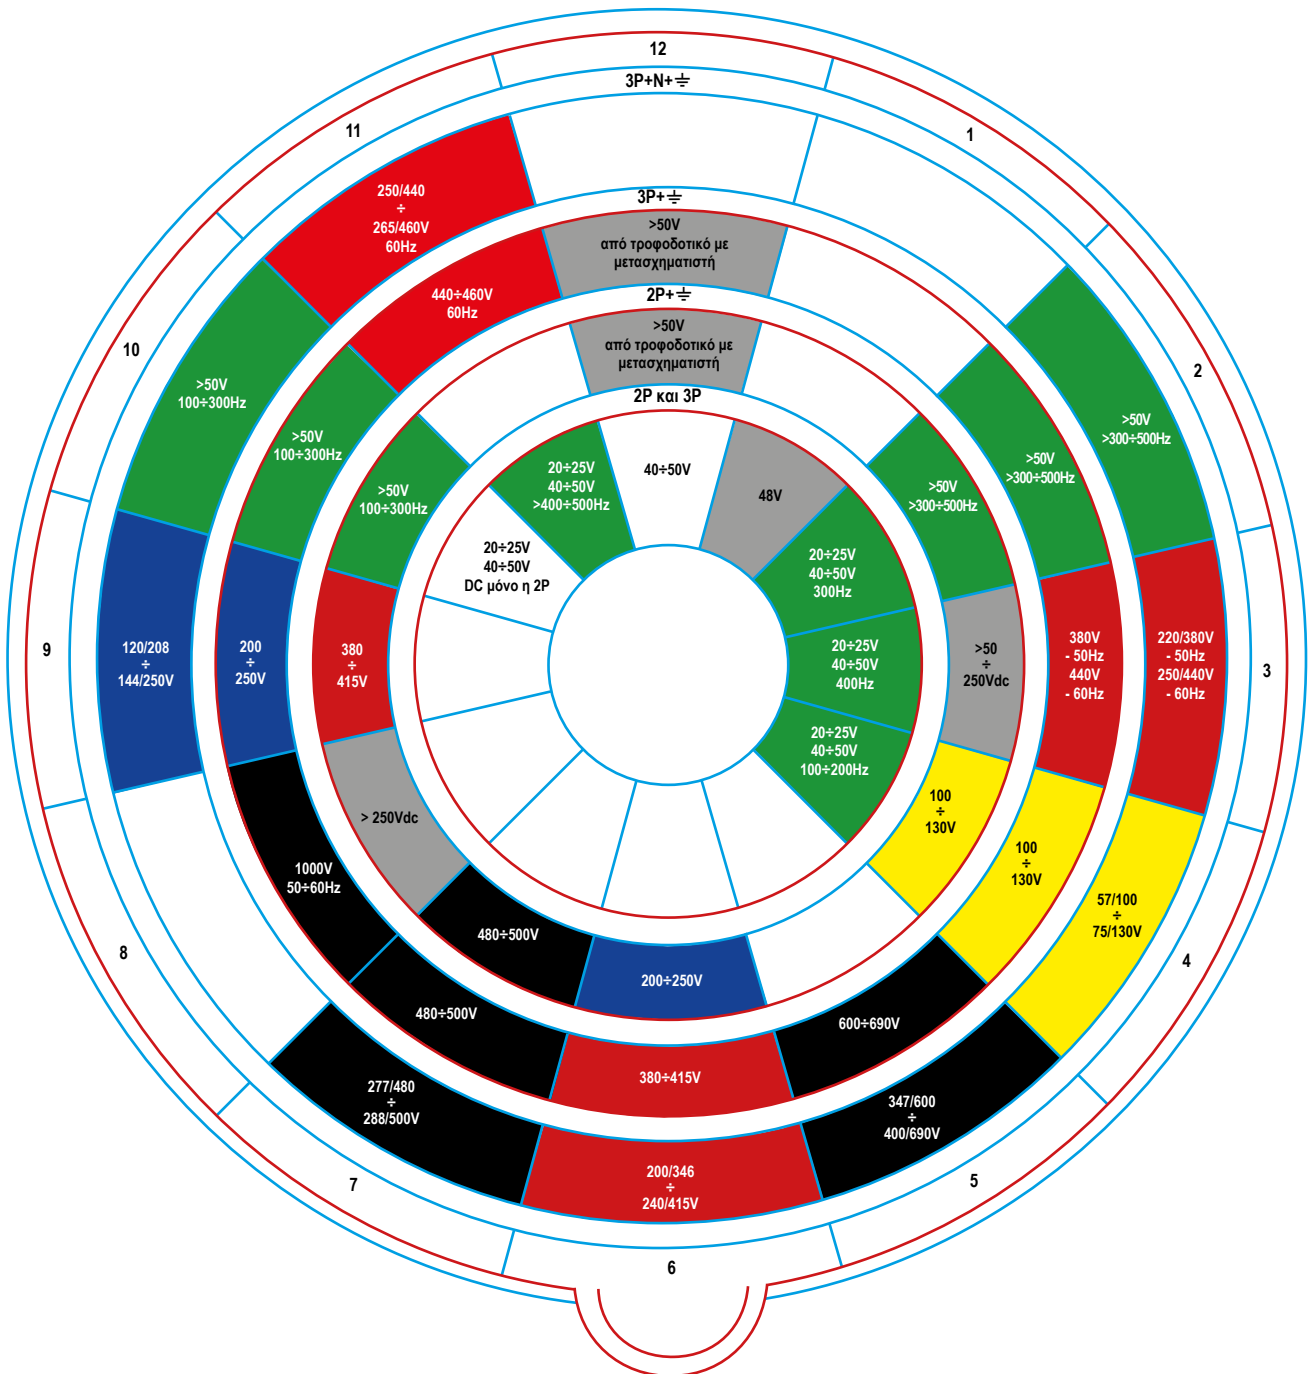 12
3P+N+⏚
1
2
3
4
5
6
7
8
9
10
11
250/440
÷
265/460V
60Hz
>50V
>300÷500Hz
220/380V
- 50Hz
250/440V
- 60Hz
57/100
÷
75/130V
347/600
÷
400/690V
200/346
÷
240/415V
277/480
÷
288/500V
120/208
÷
144/250V
>50V
100÷300Hz
3P+⏚
>50V
από τροφοδοτικό με
μετασχηματιστή
>50V
>300÷500Hz
380V
- 50Hz
440V
- 60Hz
100
÷
130V
600÷690V
380÷415V
480÷500V
1000V
50÷60Hz
200
÷
250V
>50V
100÷300Hz
440÷460V
60Hz
2P+⏚
>50V
από τροφοδοτικό με
μετασχηματιστή
>50V
>300÷500Hz
>50
÷
250Vdc
100
÷
130V
200÷250V
480÷500V
> 250Vdc
380
÷
415V
>50V
100÷300Hz
2P και 3P
40÷50V
48V
20÷25V
40÷50V
300Hz
20÷25V
40÷50V
400Hz
20÷25V
40÷50V
100÷200Hz
20÷25V
40÷50V
DC μόνο η 2P
20÷25V
40÷50V
>400÷500Hz